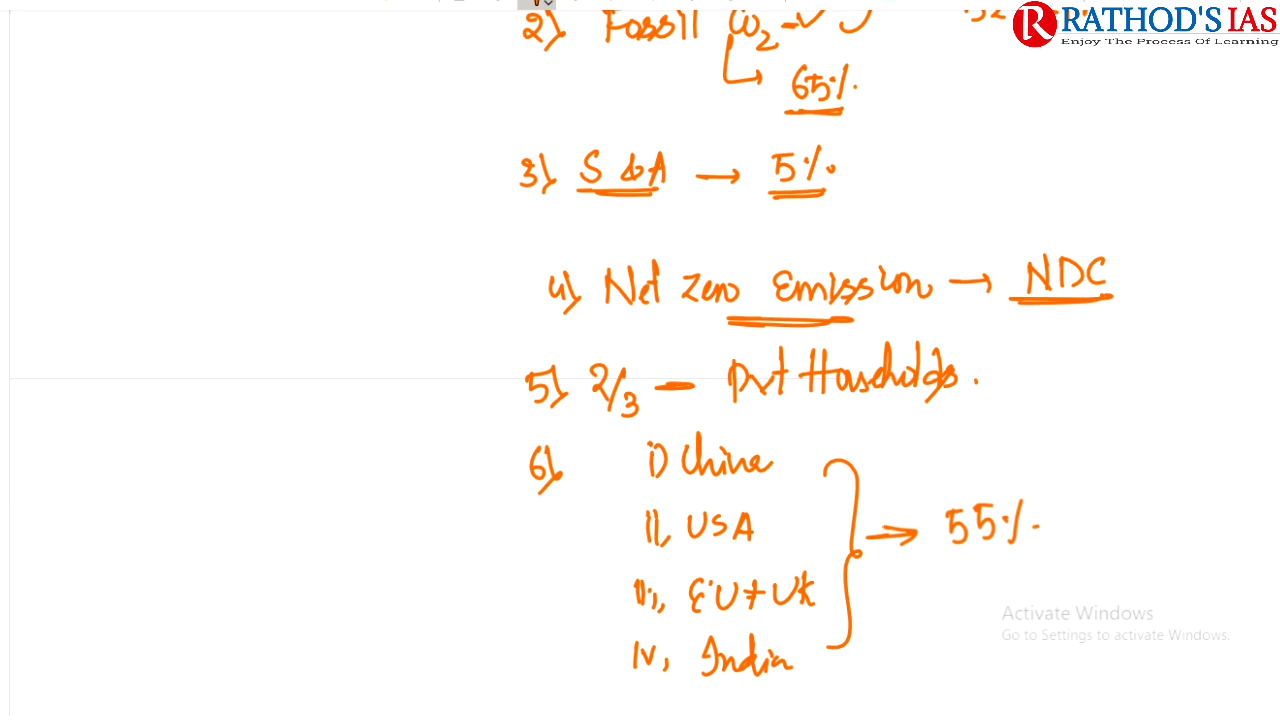 2) Fossil CO2 -
RATHOD'S IAS
Enjoy The Process Of Learning
65%
3) S & A → 5%
4) Net Zero Emission → NDC
5) 2/3 - Pvt Households.
6) i) China
ii, USA
iii, EU + UK
→ 55%
iv, India
Activate Windows
Go to Settings to activate Windows.